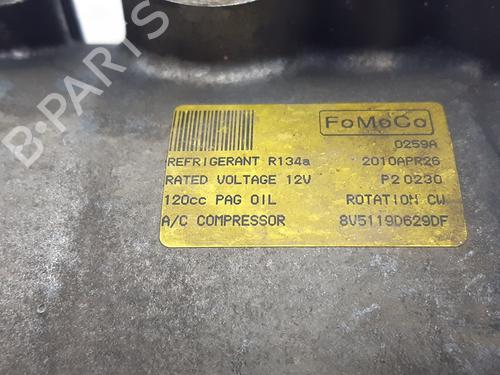 B-PARTS
FoMoCo
0259A
REFRIGERANT R134a 2010APR26
RATED VOLTAGE 12V P20230
120cc PAG OIL ROTATION CW
A/C COMPRESSOR 8V5119D629DF